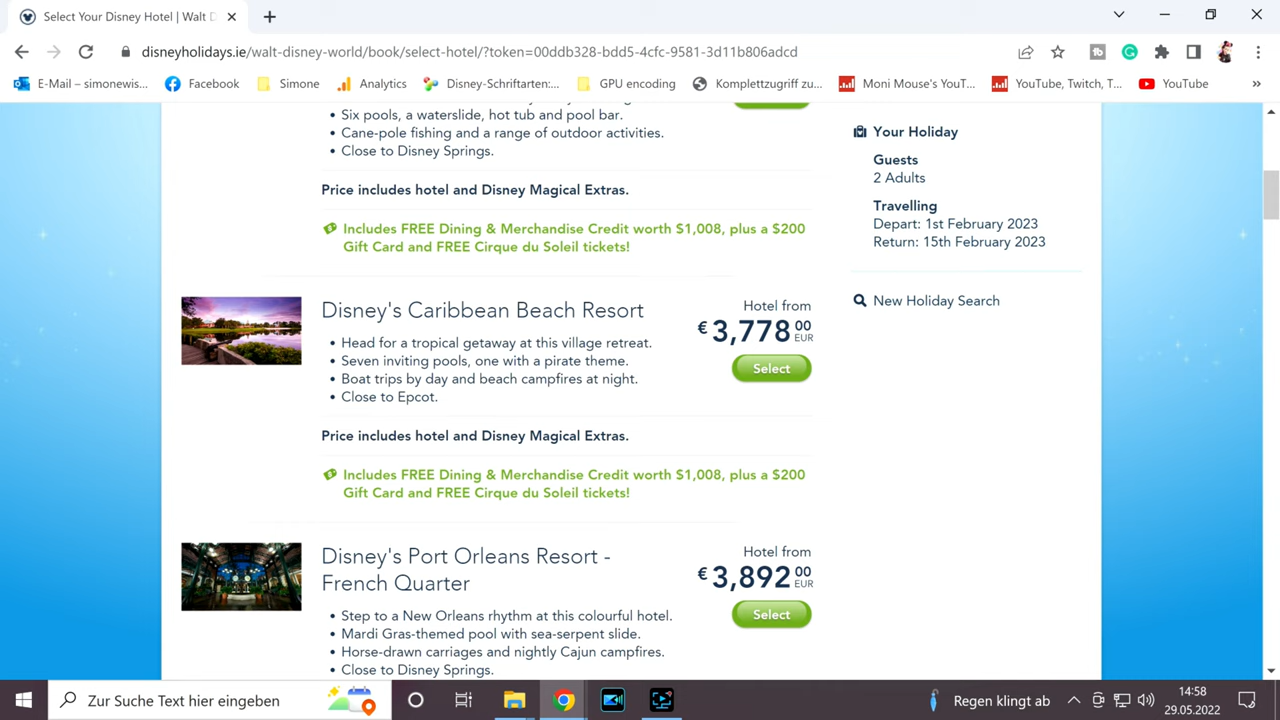 Select Your Disney Hotel | Walt D
disneyholidays.ie/walt-disney-world/book/select-hotel/?token=00ddb328-bdd5-4cfc-9581-3d11b806adcd
E-Mail – simonewis...
Facebook
Simone
Analytics
Disney-Schriftarten:...
GPU encoding
Komplettzugriff zu...
Moni Mouse's YouT...
YouTube, Twitch, T...
YouTube
• Six pools, a waterslide, hot tub and pool bar.
• Cane-pole fishing and a range of outdoor activities.
• Close to Disney Springs.
Price includes hotel and Disney Magical Extras.
Includes FREE Dining & Merchandise Credit worth $1,008, plus a $200
Gift Card and FREE Cirque du Soleil tickets!
Disney's Caribbean Beach Resort
• Head for a tropical getaway at this village retreat.
• Seven inviting pools, one with a pirate theme.
• Boat trips by day and beach campfires at night.
• Close to Epcot.
Hotel from
€ 3,778 00
EUR
Select
Price includes hotel and Disney Magical Extras.
Includes FREE Dining & Merchandise Credit worth $1,008, plus a $200
Gift Card and FREE Cirque du Soleil tickets!
Disney's Port Orleans Resort -
French Quarter
• Step to a New Orleans rhythm at this colourful hotel.
• Mardi Gras-themed pool with sea-serpent slide.
• Horse-drawn carriages and nightly Cajun campfires.
• Close to Disney Springs.
Hotel from
€ 3,892 00
EUR
Select
Your Holiday
Guests
2 Adults
Travelling
Depart: 1st February 2023
Return: 15th February 2023
New Holiday Search
Zur Suche Text hier eingeben
Regen klingt ab
14:58
29.05.2022